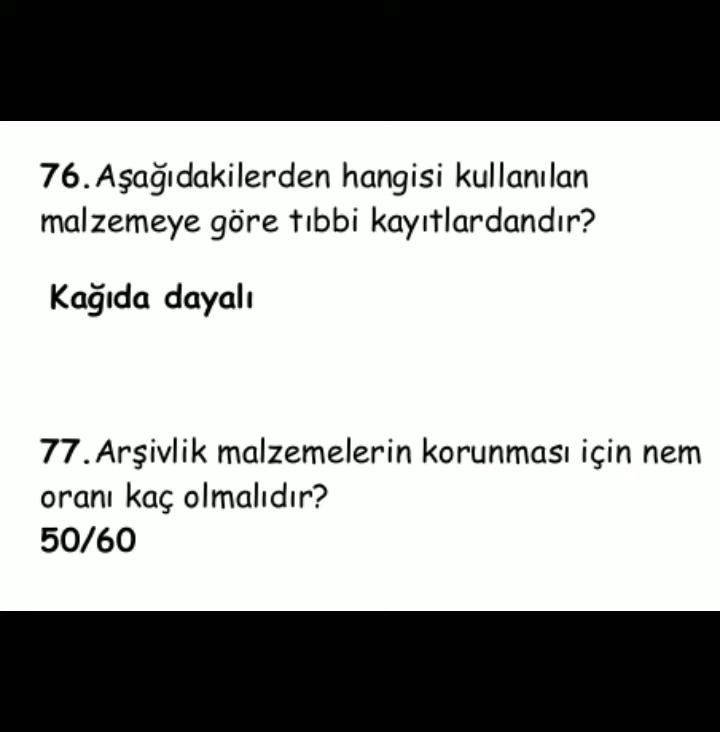 76. Aşağıdakilerden hangisi kullanılan
malzemeye göre tıbbi kayıtlardandır?
Kağıda dayalı
77. Arşivlik malzemelerin korunması için nem
oranı kaç olmalıdır?
50/60